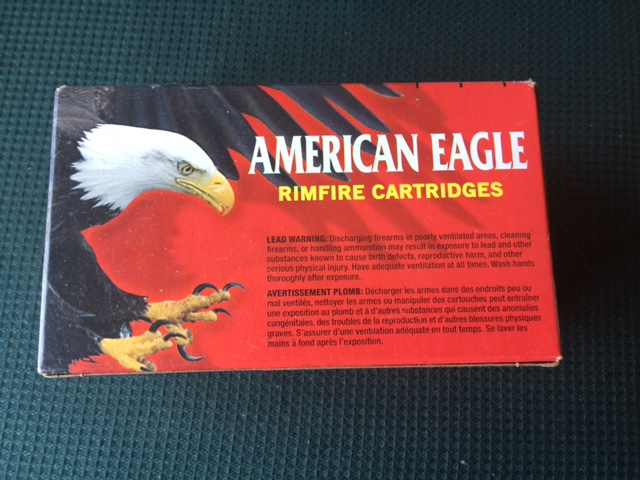 AMERICAN EAGLE
RIMFIRE CARTRIDGES
LEAD WARNING: Discharging firearms in poorly ventilated areas, cleaning
firearms, or handling ammunition may result in exposure to lead and other
substances known to cause birth defects, reproductive harm, and other
serious physical injury. Have adequate ventilation at all times. Wash hands
thoroughly after exposure.
AVERTISSEMENT PLOMB: Décharger les armes dans des endroits peu ou
mal ventilés, nettoyer les armes ou manipuler des cartouches peut entraîner
une exposition au plomb et à d'autres substances qui causent des anomalies
congénitales, des troubles de la reproduction et d'autres blessures physiques
graves. S'assurer d'une ventilation adéquate en tout temps. Se laver les
mains à fond après l'exposition.